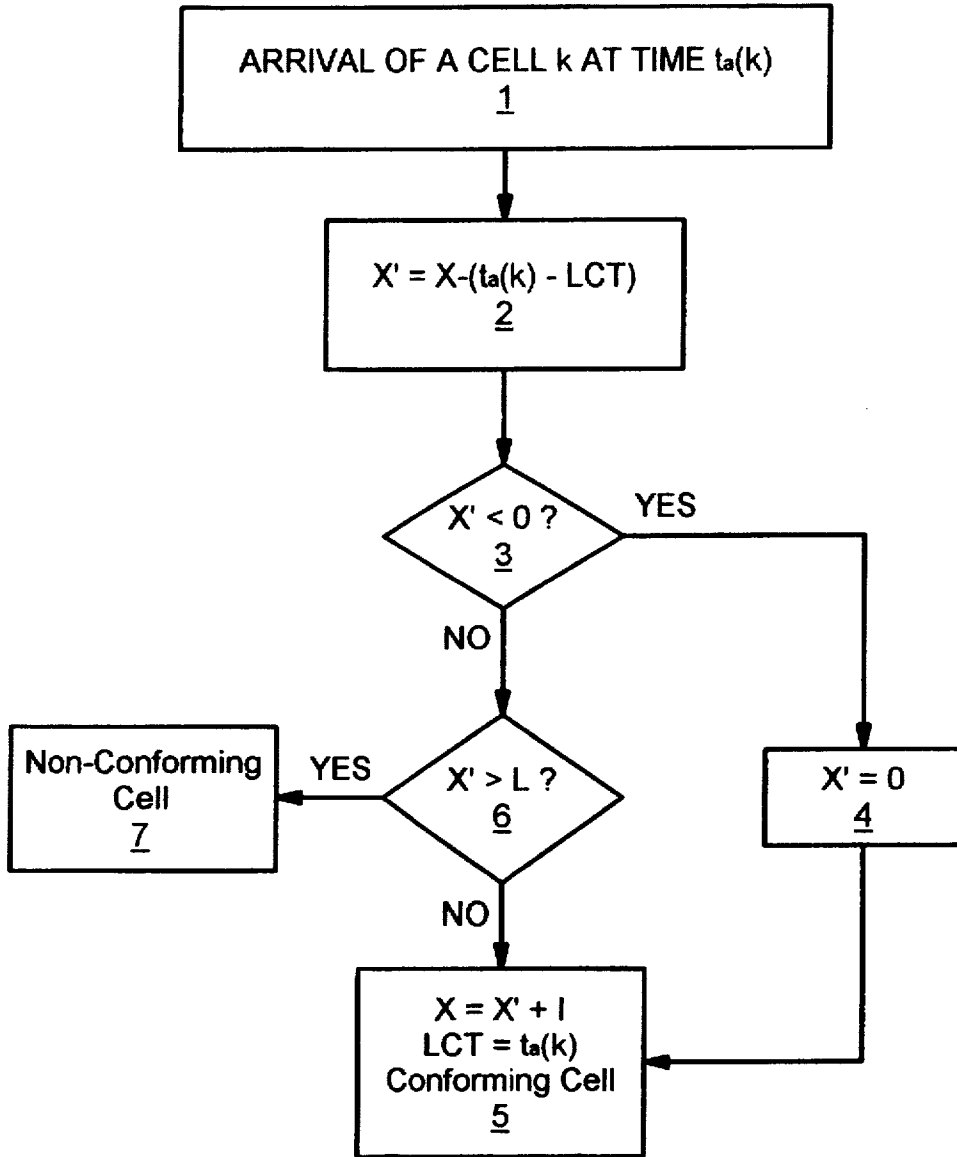 ARRIVAL OF A CELL k AT TIME ta(k)
1
X' = X-(ta(k) - LCT)
2
X' < 0 ?
3
YES
NO
X' > L ?
6
YES
Non-Conforming
Cell
7
X' = 0
4
NO
X = X' + I
LCT = ta(k)
Conforming Cell
5